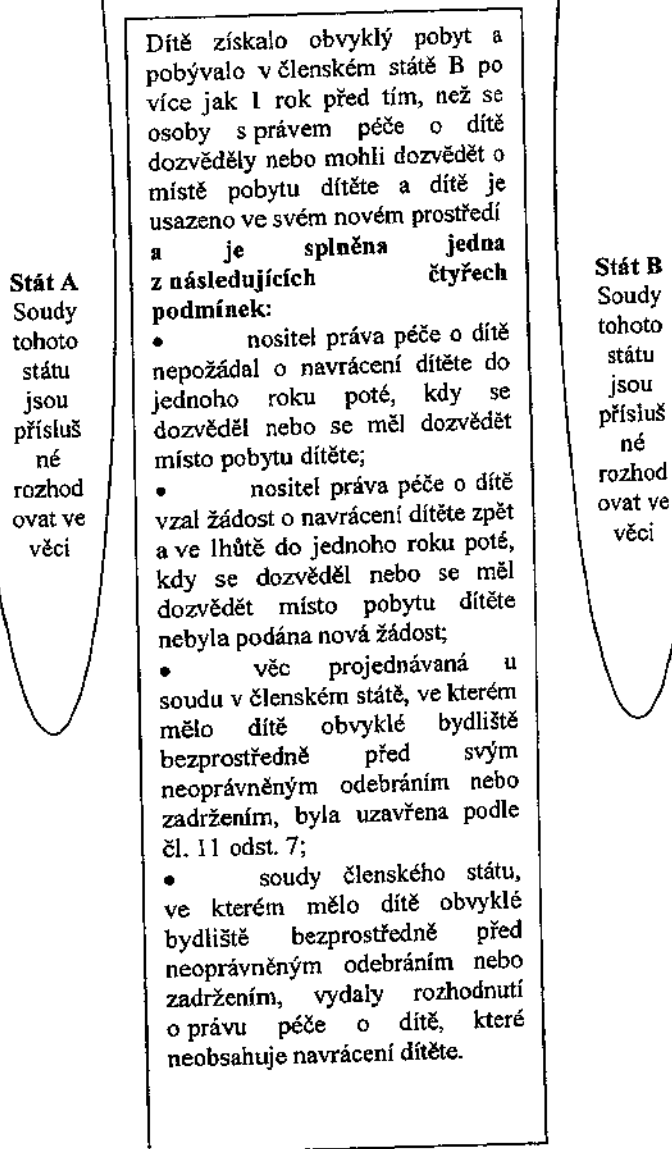 Dítě získalo obvyklý pobyt a
pobývalo v členském státě B po
více jak 1 rok před tím, než se
osoby s právem péče o dítě
dozvěděly nebo mohli dozvědět o
místě pobytu dítěte a dítě je
usazeno ve svém novém prostředí
a je splněna jedna
z následujících čtyřech
podmínek:
• nositel práva péče o dítě
nepožádal o navrácení dítěte do
jednoho roku poté, kdy se
dozvěděl nebo se měl dozvědět
místo pobytu dítěte;
• nositel práva péče o dítě
vzal žádost o navrácení dítěte zpět
a ve lhůtě do jednoho roku poté,
kdy se dozvěděl nebo se měl
dozvědět místo pobytu dítěte
nebyla podána nová žádost;
• věc projednávaná u
soudu v členském státě, ve kterém
mělo dítě obvyklé bydliště
bezprostředně před svým
neoprávněným odebráním nebo
zadržením, byla uzavřena podle
čl. 11 odst. 7;
• soudy členského státu,
ve kterém mělo dítě obvyklé
bydliště bezprostředně před
neoprávněným odebráním nebo
zadržením, vydaly rozhodnutí
o právu péče o dítě, které
neobsahuje navrácení dítěte.
Stát A
Soudy
tohoto
státu
jsou
přísluš
né
rozhod
ovat ve
věci
Stát B
Soudy
tohoto
státu
jsou
přísluš
né
rozhod
ovat ve
věci